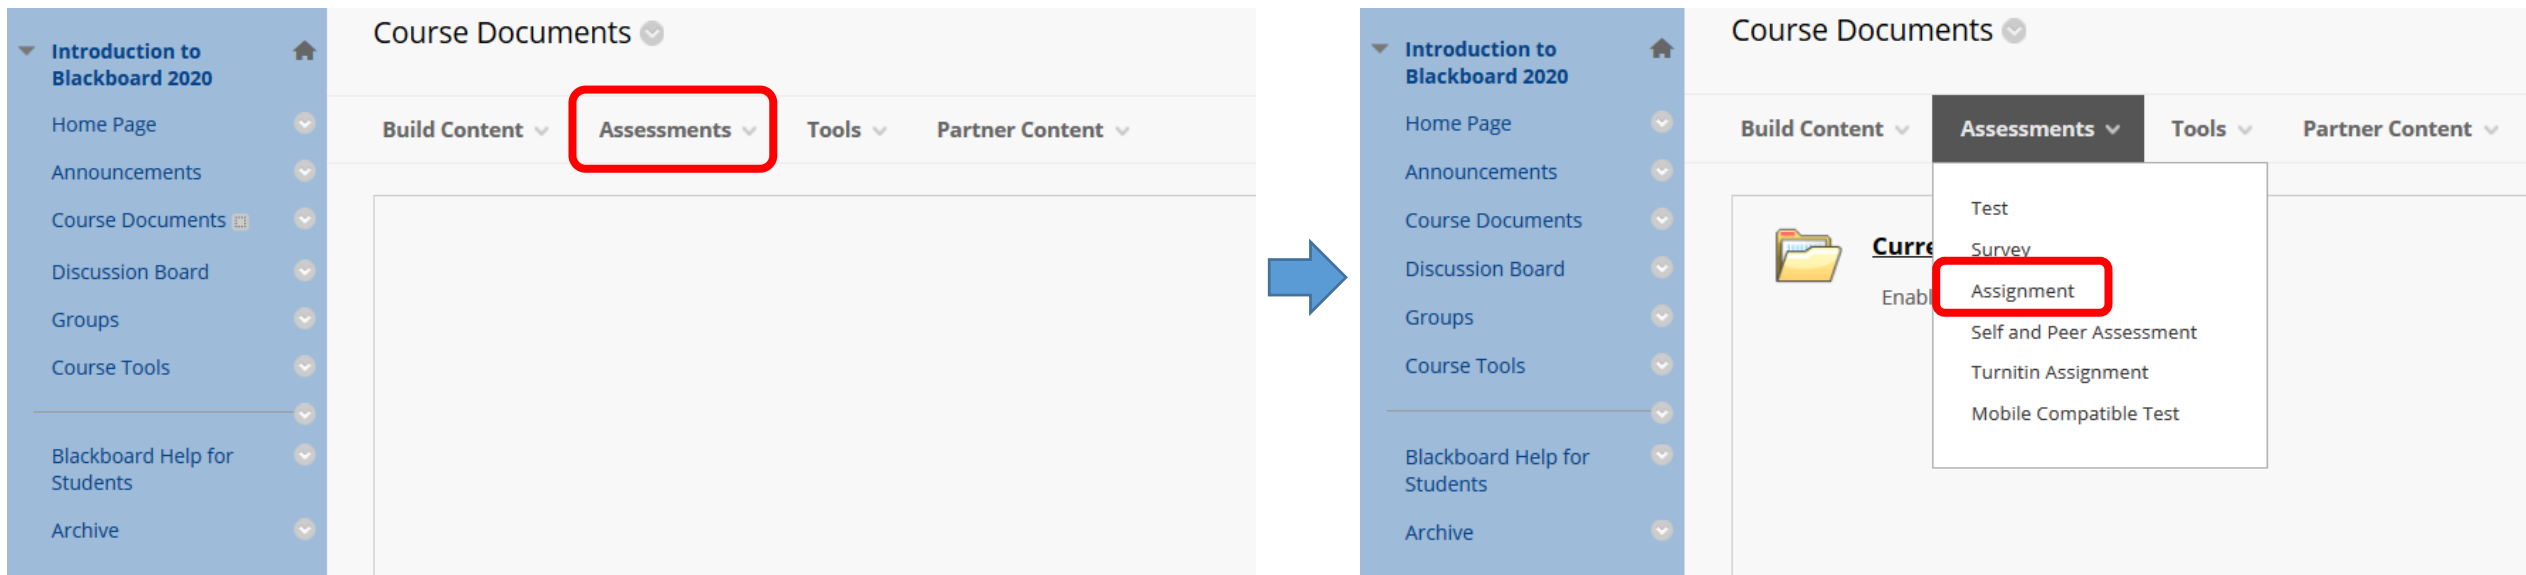 Course Documents
Introduction to
Blackboard 2020
Home Page
Announcements
Course Documents
Discussion Board
Groups
Course Tools
Blackboard Help for
Students
Archive
Build Content
Assessments
Tools
Partner Content
Course Documents
Introduction to
Blackboard 2020
Home Page
Announcements
Course Documents
Discussion Board
Groups
Course Tools
Blackboard Help for
Students
Archive
Build Content
Assessments
Tools
Partner Content
Test
Survey
Assignment
Self and Peer Assessment
Turnitin Assignment
Mobile Compatible Test
Curre
Enabl